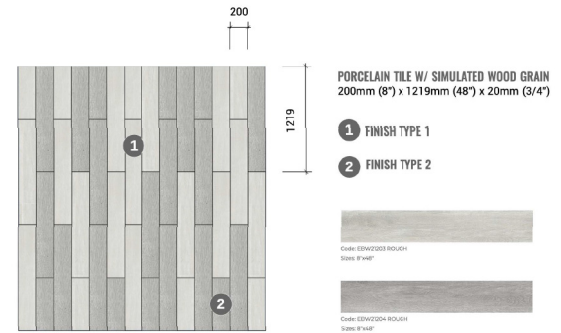 200
1219
PORCELAIN TILE W/ SIMULATED WOOD GRAIN
200mm (8") x 1219mm (48") x 20mm (3/4")
1 FINISH TYPE 1
2 FINISH TYPE 2
1
2
Code: EBW21203 ROUGH
Sizes: 8"x48"
Code: EBW21204 ROUGH
Sizes: 8"x48"